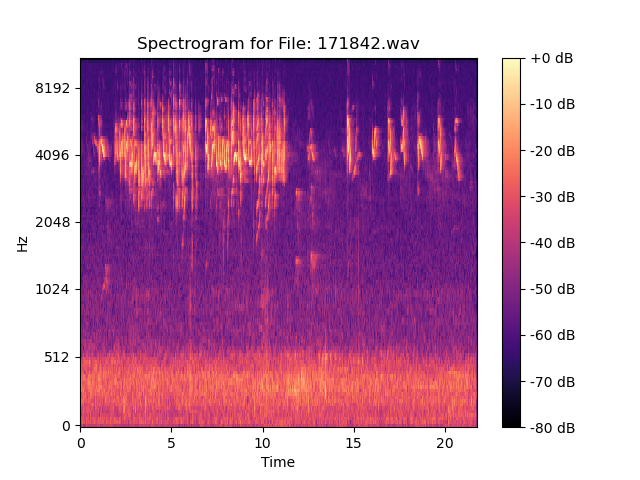 Spectrogram for File: 171842.wav
8192
4096
2048
1024
512
0
Hz
0 5 10 15 20
Time
+0 dB
-10 dB
-20 dB
-30 dB
-40 dB
-50 dB
-60 dB
-70 dB
-80 dB